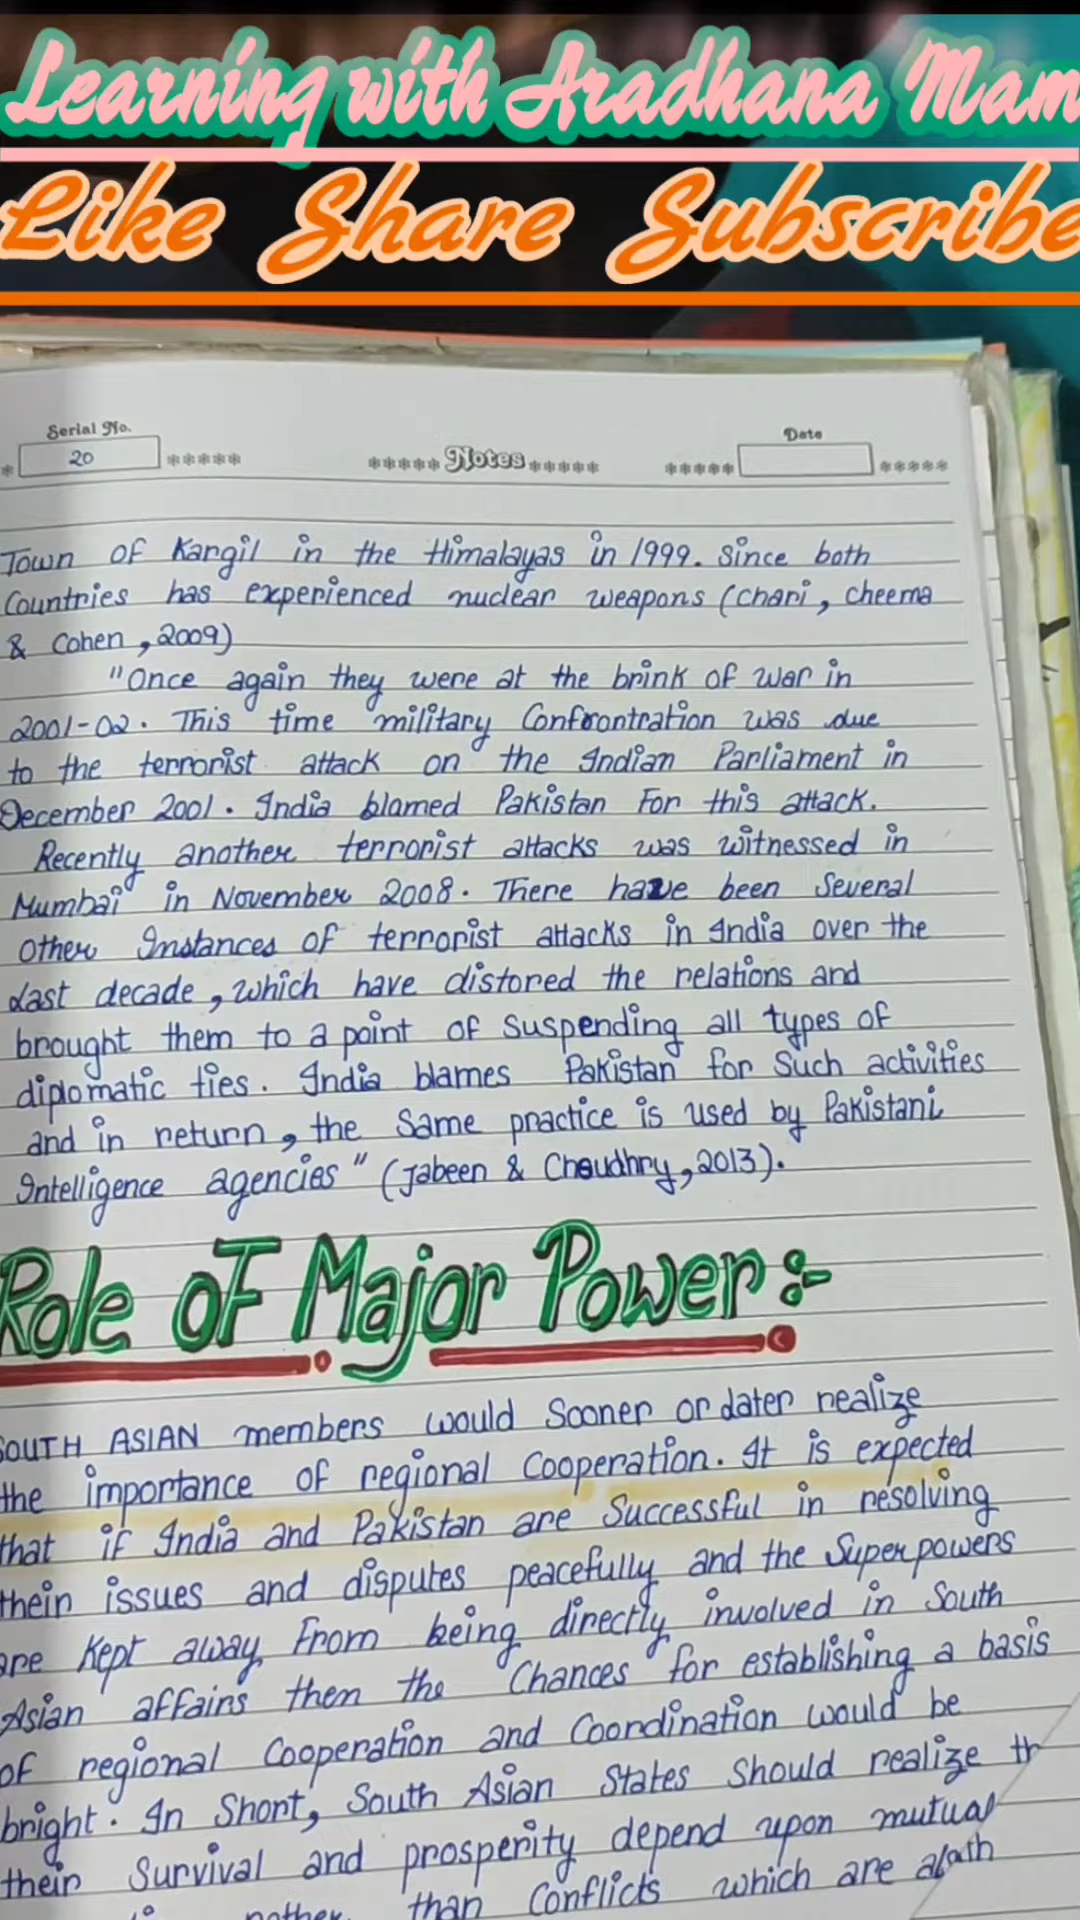 Learning with Aradhana Mam
Like Share Subscribe
Serial No.
20
Notes
Date
Town of Kargil in the Himalayas in 1999. Since both
Countries has experienced nuclear weapons (chari, cheema
& Cohen, 2009)
"Once again they were at the brink of war in
2001-02. This time military Confrontration was due
to the terrorist attack on the Indian Parliament in
December 2001. India blamed Pakistan For this attack.
Recently another terrorist attacks was witnessed in
Mumbai in November 2008. There have been Several
Other Instances of terrorist attacks in India over the
Last decade, which have distored the relations and
brought them to a point of suspending all types of
diplomatic ties. India blames Pakistan for Such activities
and in return, the Same practice is used by Pakistani
Intelligence agencies" (Jabeen & Choudhry, 2013).
Role of Major Power :-
SOUTH ASIAN members would Sooner or later realize
the importance of regional Cooperation. It is expected
that if India and Pakistan are Successful in resolving
their issues and disputes peacefully and the Superpowers
are Kept away From being directly involved in South
Asian affairs then the Chances for establishing a basis
of regional Cooperation and Coordination would be
bright. In Short, South Asian States should realize th
their Survival and prosperity depend upon mutual
than Conflicts which are